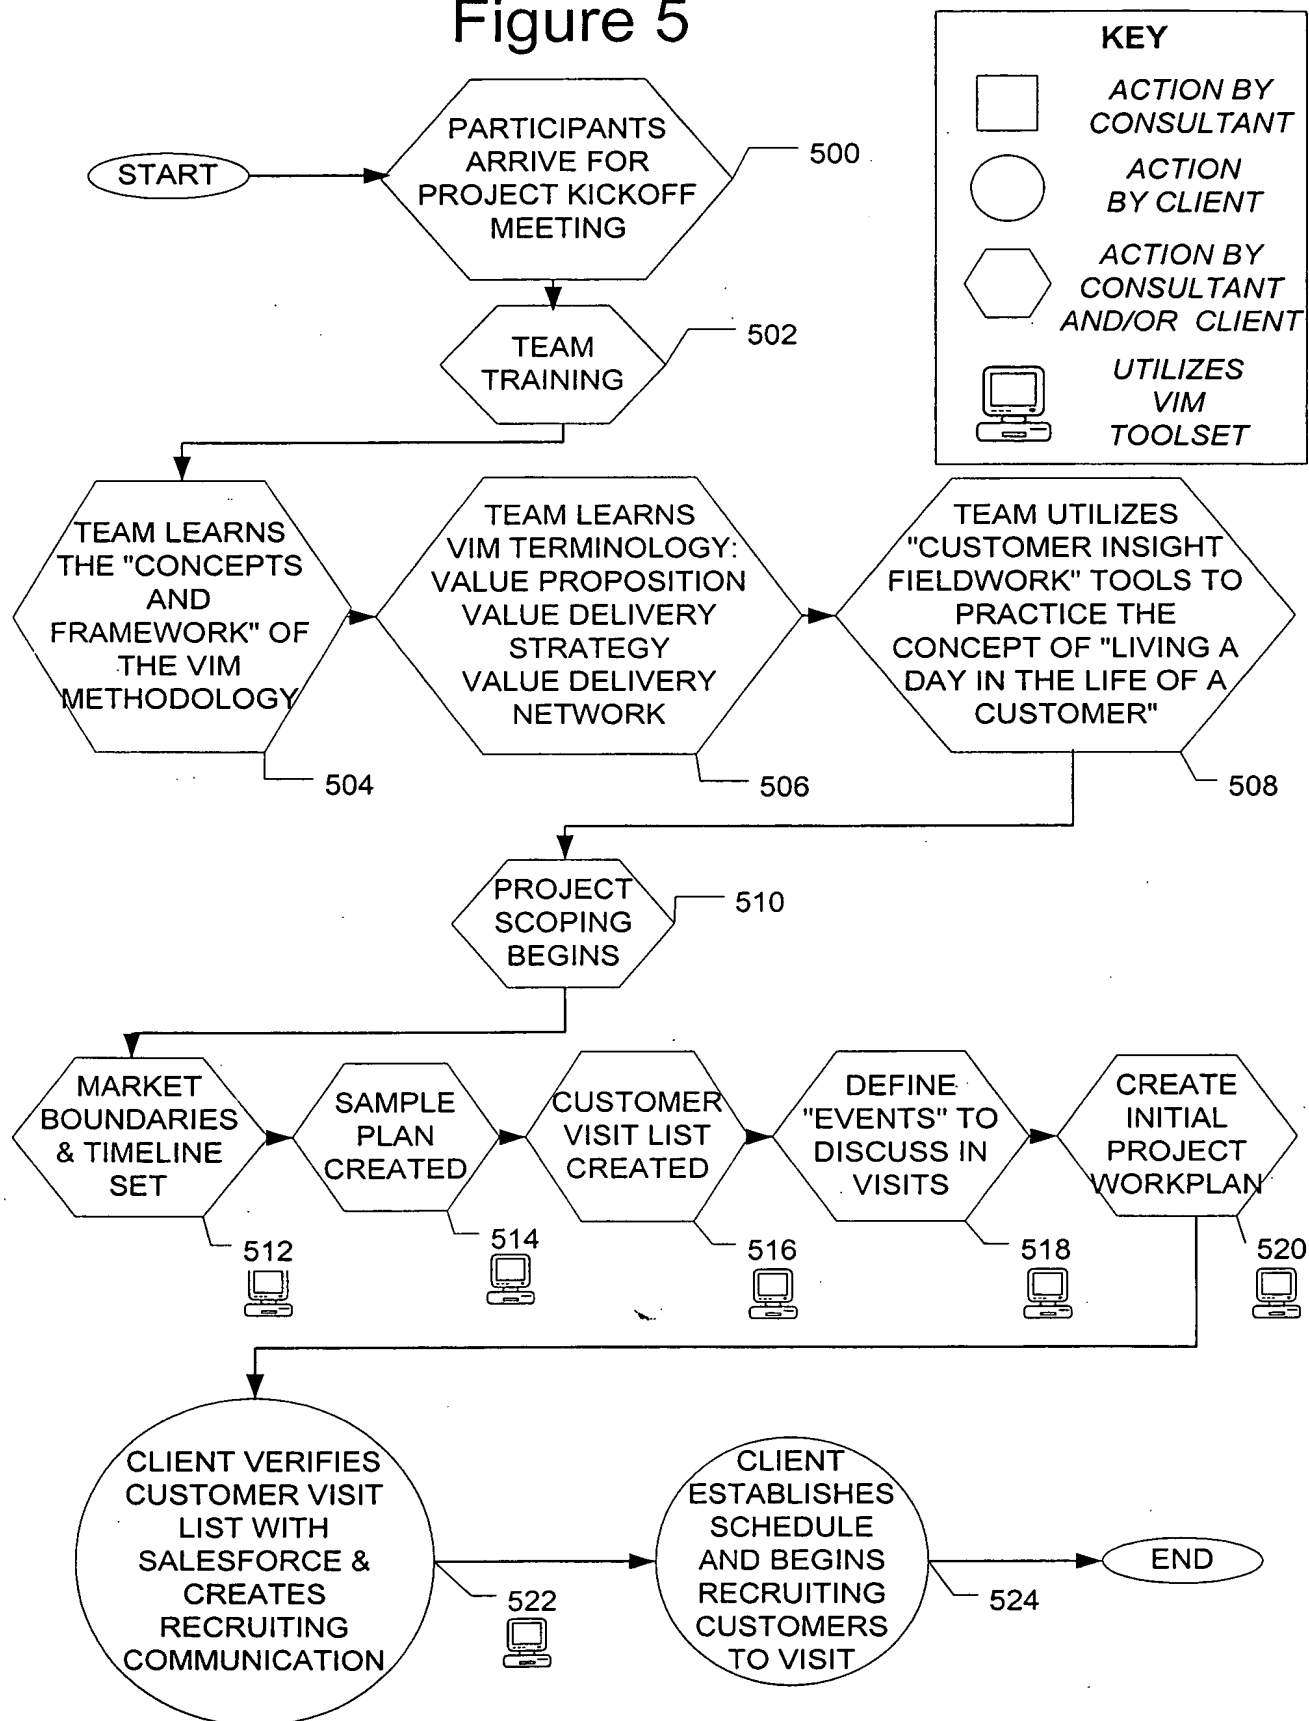 Figure 5
KEY
ACTION BY
CONSULTANT
ACTION
BY CLIENT
ACTION BY
CONSULTANT
AND/OR CLIENT
UTILIZES
VIM
TOOLSET
START
PARTICIPANTS
ARRIVE FOR
PROJECT KICKOFF
MEETING
500
TEAM
TRAINING
502
TEAM LEARNS
THE "CONCEPTS
AND
FRAMEWORK" OF
THE VIM
METHODOLOGY
504
TEAM LEARNS
VIM TERMINOLOGY:
VALUE PROPOSITION
VALUE DELIVERY
STRATEGY
VALUE DELIVERY
NETWORK
506
TEAM UTILIZES
"CUSTOMER INSIGHT
FIELDWORK" TOOLS TO
PRACTICE THE
CONCEPT OF "LIVING A
DAY IN THE LIFE OF A
CUSTOMER"
508
PROJECT
SCOPING
BEGINS
510
MARKET
BOUNDARIES
& TIMELINE
SET
512
SAMPLE
PLAN
CREATED
514
CUSTOMER
VISIT LIST
CREATED
516
DEFINE
"EVENTS" TO
DISCUSS IN
VISITS
518
CREATE
INITIAL
PROJECT
WORKPLAN
520
CLIENT VERIFIES
CUSTOMER VISIT
LIST WITH
SALESFORCE &
CREATES
RECRUITING
COMMUNICATION
522
CLIENT
ESTABLISHES
SCHEDULE
AND BEGINS
RECRUITING
CUSTOMERS
TO VISIT
524
END